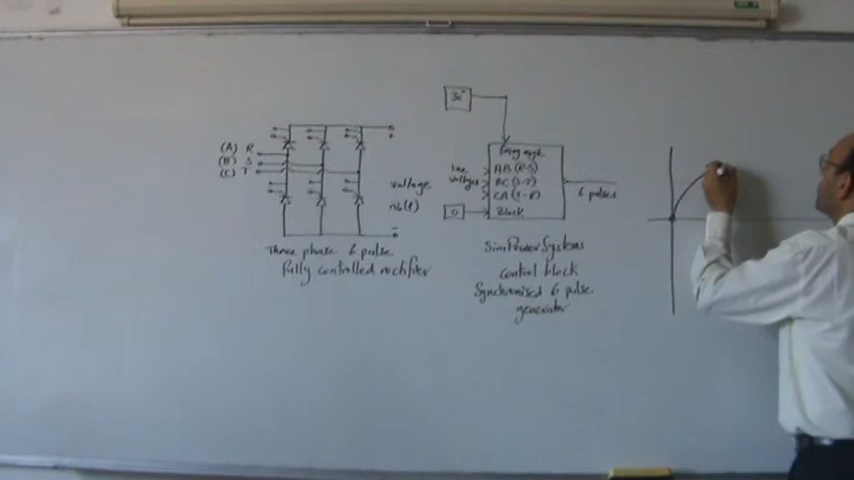 (A) R
(B) S
(C) T
+
-
voltage
v₀(t)
Three phase 6 pulse
fully controlled rectifier
30°
Firing angle
line
voltages
AB (R-S)
BC (S-T)
CA (T-R)
Block
0
6 pulses
SimPowerSystems
control block
Synchronised 6 pulse
generator